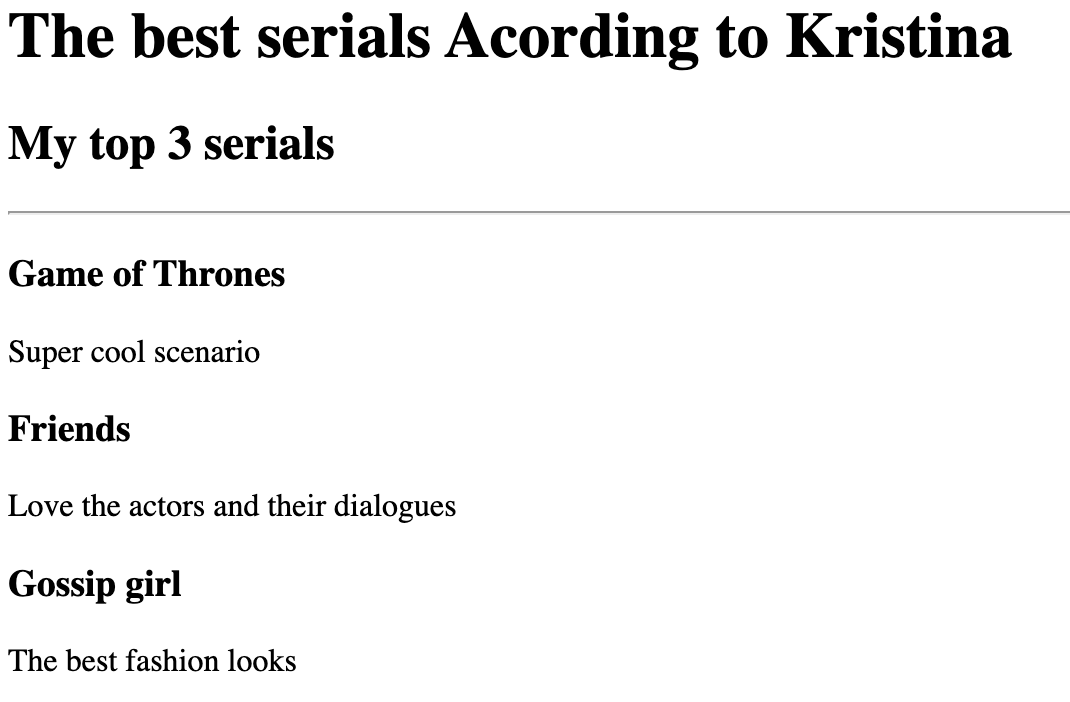 The best serials Acording to Kristina
My top 3 serials
Game of Thrones
Super cool scenario
Friends
Love the actors and their dialogues
Gossip girl
The best fashion looks